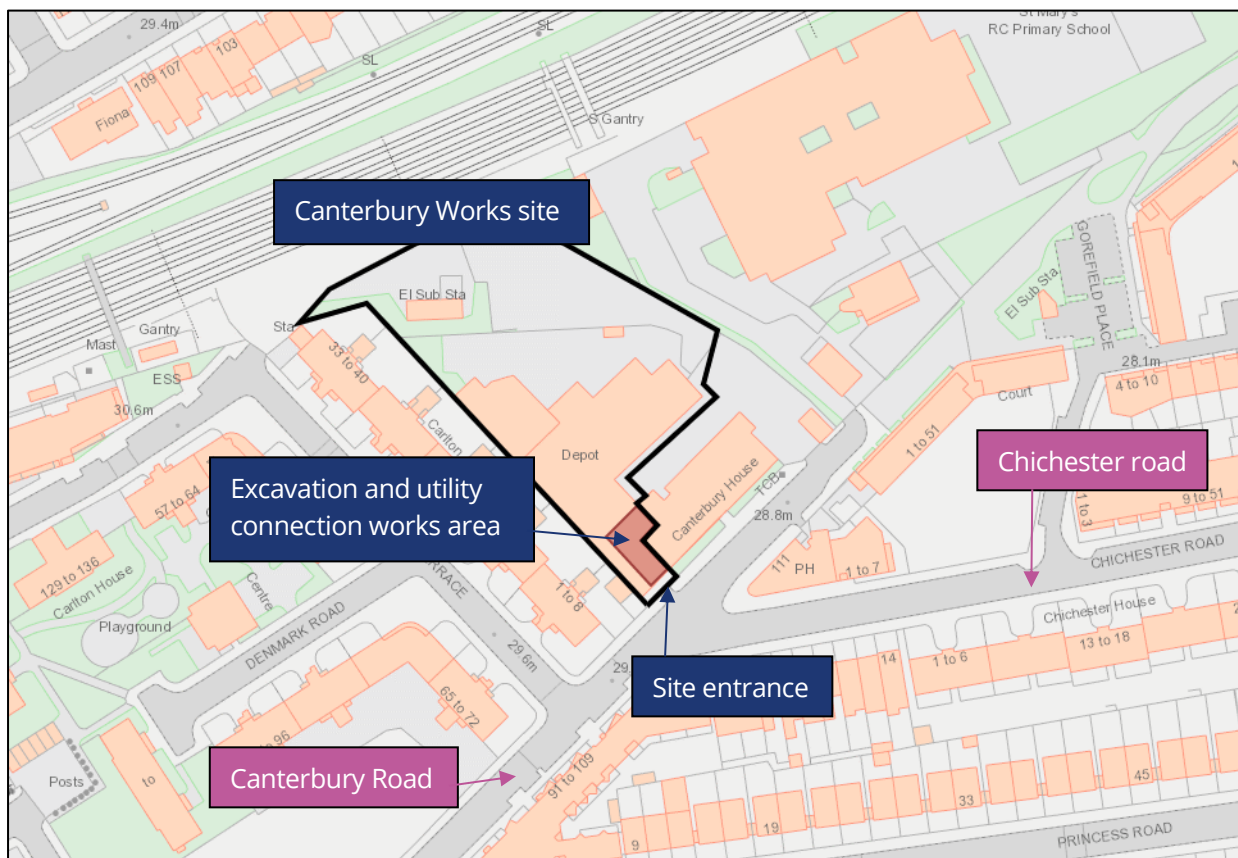 29.4m
SL
SL
St Mary's
RC Primary School
109 107
103
Fiona
S Gantry
Canterbury Works site
GOREFIELD PLACE
El Sub Sta
El Sub Sta
Sta
Gantry
Mast
ESS
33 to 40
28.1m
4 to 10
30.6m
Carlton
Court
Depot
1 to 51
Chichester road
Excavation and utility
connection works area
57 to 64
TCB
Canterbury House
28.8m
1 to 3
9 to 51
129 to 136
Carlton House
Centre
TERRACE
111
PH
1 to 7
CHICHESTER ROAD
1 to 8
Playground
DENMARK ROAD
Chichester House
29.6m
29.
Site entrance
14
1 to 6
13 to 18
2
65 to 72
96
Canterbury Road
Posts
to
91 to 109
45
33
19
9
PRINCESS ROAD